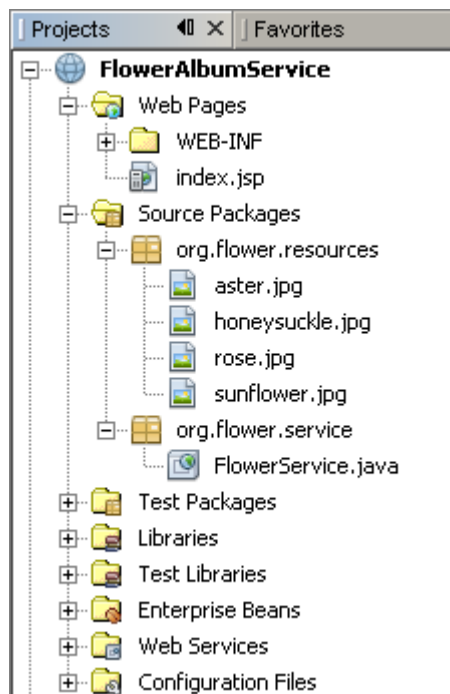 Projects Favorites
FlowerAlbumService
Web Pages
WEB-INF
index.jsp
Source Packages
org.flower.resources
aster.jpg
honeysuckle.jpg
rose.jpg
sunflower.jpg
org.flower.service
FlowerService.java
Test Packages
Libraries
Test Libraries
Enterprise Beans
Web Services
Configuration Files